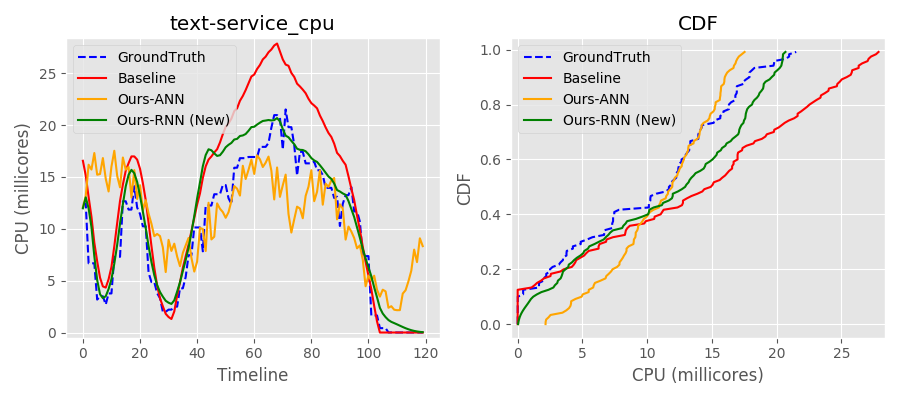 text-service_cpu
GroundTruth
Baseline
Ours-ANN
Ours-RNN (New)
CPU (millicores)
25
20
15
10
5
0
0
20
40
60
80
100
120
Timeline
CDF
GroundTruth
Baseline
Ours-ANN
Ours-RNN (New)
CDF
1.0
0.8
0.6
0.4
0.2
0.0
0
5
10
15
20
25
CPU (millicores)